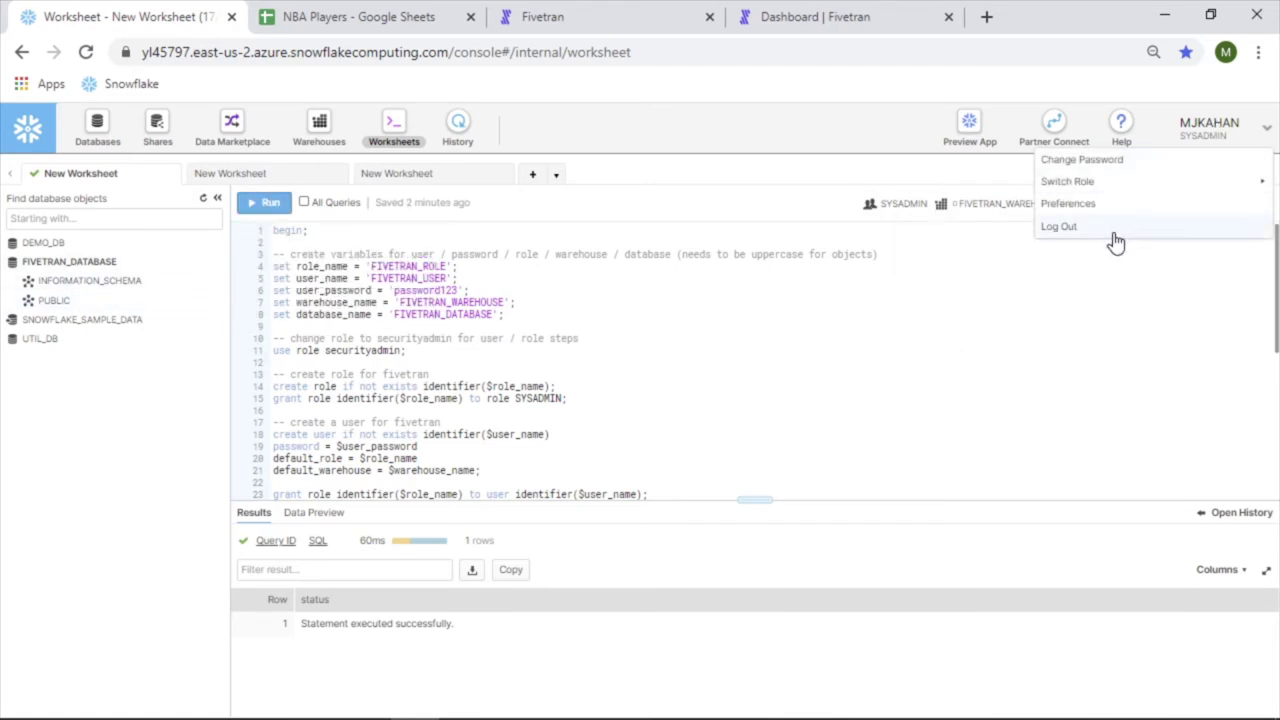 Worksheet - New Worksheet (17
NBA Players - Google Sheets
Fivetran
Dashboard | Fivetran
yl45797.east-us-2.azure.snowflakecomputing.com/console#/internal/worksheet
M
Apps
Snowflake
Databases
Shares
Data Marketplace
Warehouses
Worksheets
History
Preview App
Partner Connect
Help
MJKAHAN
SYSADMIN
Change Password
Switch Role
Preferences
Log Out
New Worksheet
New Worksheet
New Worksheet
Find database objects
Starting with...
DEMO_DB
FIVETRAN_DATABASE
INFORMATION_SCHEMA
PUBLIC
SNOWFLAKE_SAMPLE_DATA
UTIL_DB
Run
All Queries
Saved 2 minutes ago
SYSADMIN
FIVETRAN_WAREH
1 begin;
2
3 -- create variables for user / password / role / warehouse / database (needs to be uppercase for objects)
4 set role_name = 'FIVETRAN_ROLE';
5 set user_name = 'FIVETRAN_USER';
6 set user_password = 'password123';
7 set warehouse_name = 'FIVETRAN_WAREHOUSE';
8 set database_name = 'FIVETRAN_DATABASE';
9
10 -- change role to securityadmin for user / role steps
11 use role securityadmin;
12
13 -- create role for fivetran
14 create role if not exists identifier($role_name);
15 grant role identifier($role_name) to role SYSADMIN;
16
17 -- create a user for fivetran
18 create user if not exists identifier($user_name)
19 password = $user_password
20 default_role = $role_name
21 default_warehouse = $warehouse_name;
22
23 grant role identifier($role_name) to user identifier($user_name);
Results
Data Preview
Open History
Query ID
SQL
60ms
1 rows
Filter result...
Copy
Columns
Row status
1 Statement executed successfully.